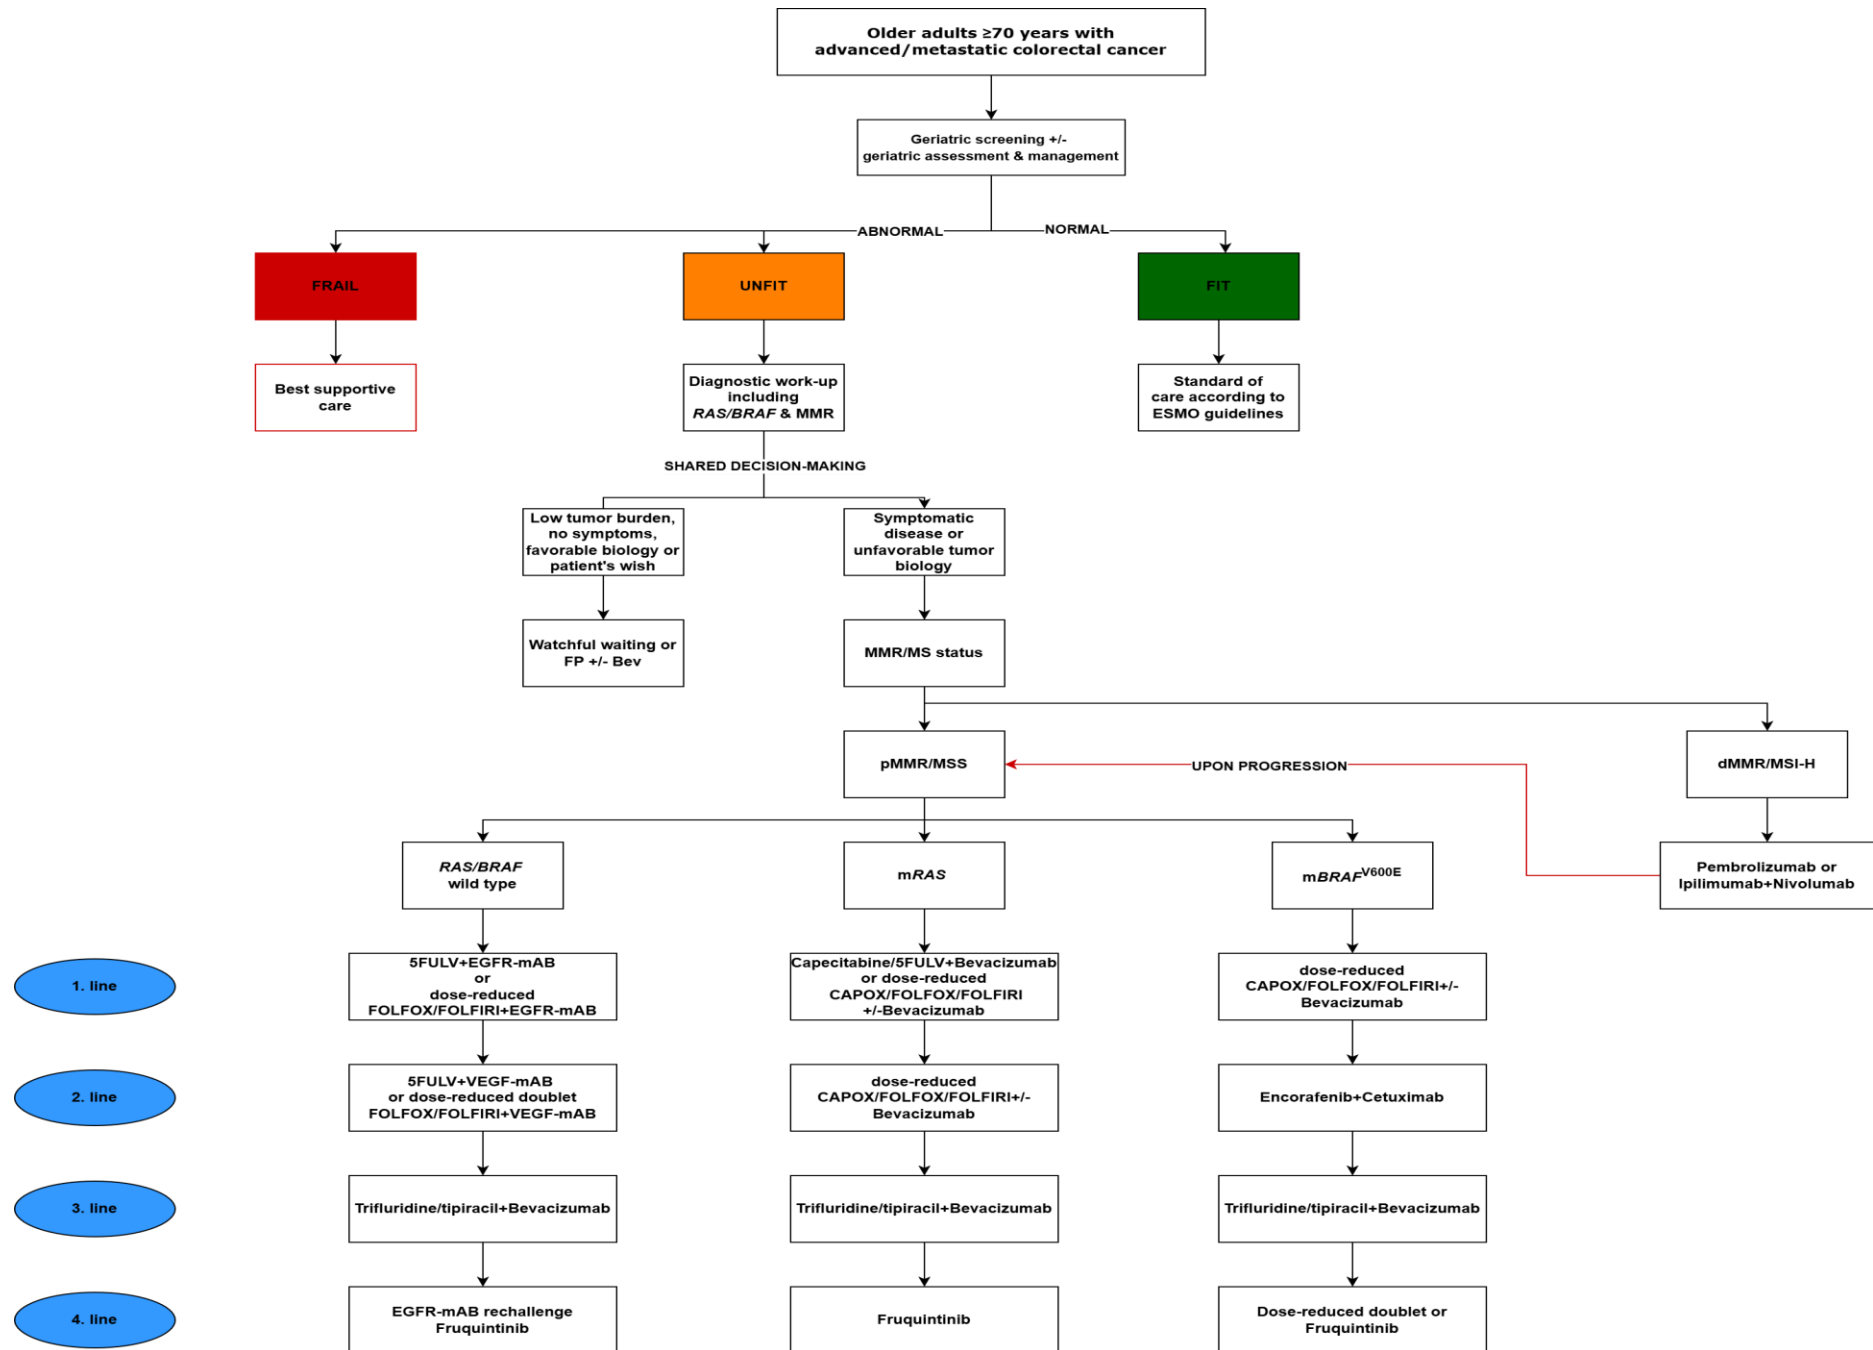 Older adults ≥70 years with
advanced/metastatic colorectal cancer
Geriatric screening +/-
geriatric assessment & management
ABNORMAL
NORMAL
FRAIL
UNFIT
FIT
Best supportive
care
Diagnostic work-up
including
RAS/BRAF & MMR
Standard of
care according to
ESMO guidelines
SHARED DECISION-MAKING
Low tumor burden,
no symptoms,
favorable biology or
patient's wish
Symptomatic
disease or
unfavorable tumor
biology
Watchful waiting or
FP +/- Bev
MMR/MS status
pMMR/MSS
UPON PROGRESSION
dMMR/MSI-H
RAS/BRAF
wild type
mRAS
mBRAFV600E
Pembrolizumab or
Ipilimumab+Nivolumab
1. line
5FULV+EGFR-mAB
or
dose-reduced
FOLFOX/FOLFIRI+EGFR-mAB
Capecitabine/5FULV+Bevacizumab
or dose-reduced
CAPOX/FOLFOX/FOLFIRI
+/-Bevacizumab
dose-reduced
CAPOX/FOLFOX/FOLFIRI+/-
Bevacizumab
2. line
5FULV+VEGF-mAB
or dose-reduced doublet
FOLFOX/FOLFIRI+VEGF-mAB
dose-reduced
CAPOX/FOLFOX/FOLFIRI+/-
Bevacizumab
Encorafenib+Cetuximab
3. line
Trifluridine/tipiracil+Bevacizumab
Trifluridine/tipiracil+Bevacizumab
Trifluridine/tipiracil+Bevacizumab
4. line
EGFR-mAB rechallenge
Fruquintinib
Fruquintinib
Dose-reduced doublet or
Fruquintinib